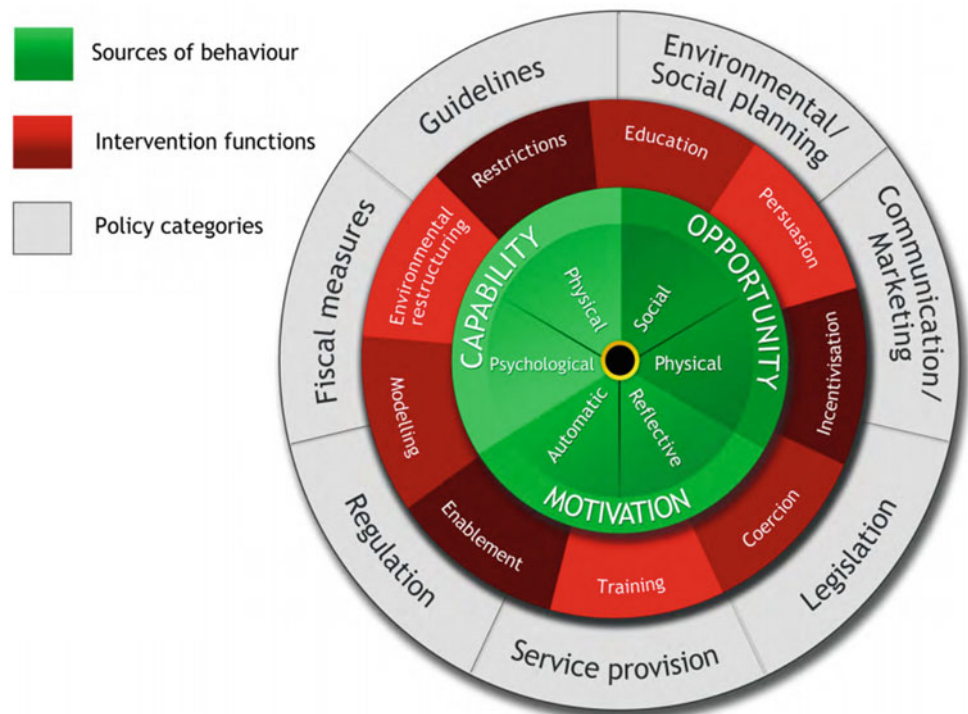 Sources of behaviour
Intervention functions
Policy categories
Guidelines
Environmental/
Social planning
Communication/
Marketing
Legislation
Service provision
Regulation
Fiscal measures
Restrictions
Education
Persuasion
Incentivisation
Coercion
Training
Enablement
Modelling
Environmental
restructuring
CAPABILITY
OPPORTUNITY
MOTIVATION
Physical
Social
Psychological
Physical
Automatic
Reflective